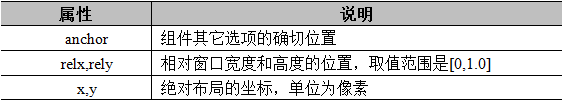 属性 说明
anchor 组件其它选项的确切位置
relx,rely 相对窗口宽度和高度的位置，取值范围是[0,1.0]
x,y 绝对布局的坐标，单位为像素